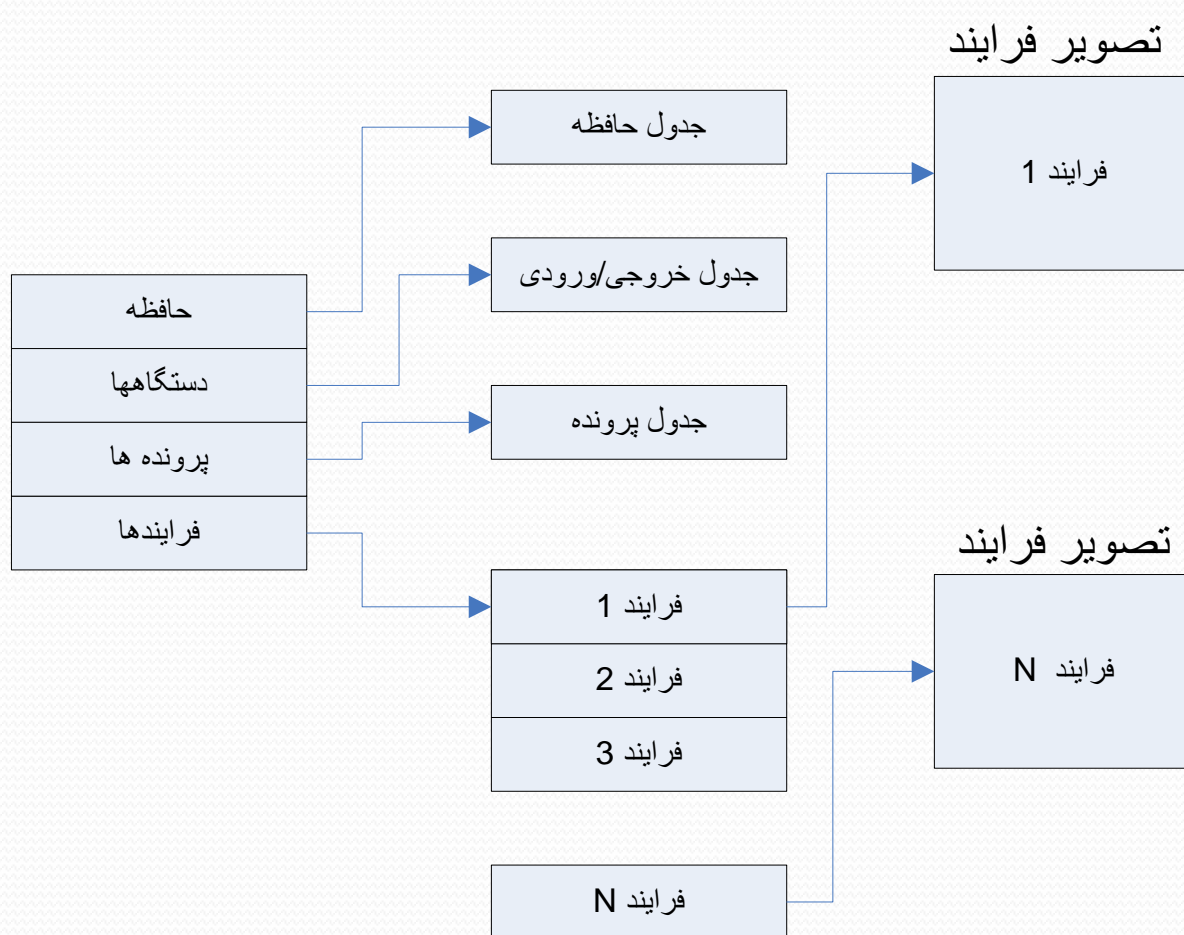 تصویر فرایند
فرایند 1
جدول حافظه
جدول خروجی/ورودی
جدول پرونده
حافظه
دستگاهها
پرونده ها
فرایندها
فرایند 1
فرایند 2
فرایند 3
فرایند N
تصویر فرایند
فرایند N